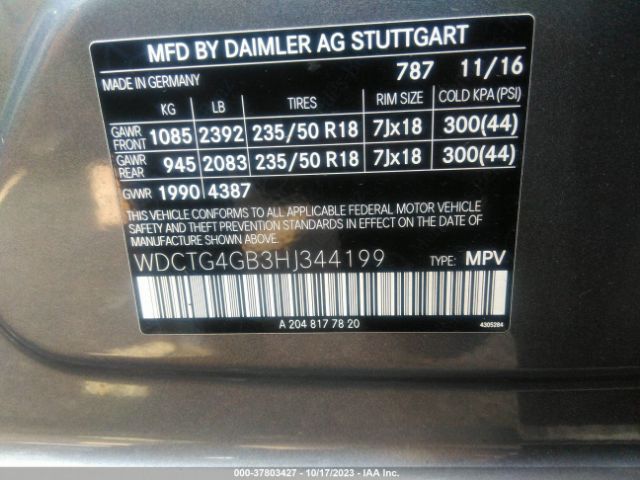 MFD BY DAIMLER AG STUTTGART
MADE IN GERMANY 787 11/16
KG LB TIRES RIM SIZE COLD KPA (PSI)
GAWR FRONT 1085 2392 235/50 R18 7Jx18 300(44)
GAWR REAR 945 2083 235/50 R18 7Jx18 300(44)
GVWR 1990 4387
THIS VEHICLE CONFORMS TO ALL APPLICABLE FEDERAL MOTOR VEHICLE
SAFETY AND THEFT PREVENTION STANDARDS IN EFFECT ON THE DATE
OF MANUFACTURE SHOWN ABOVE.
WDCTG4GB3HJ344199 TYPE: MPV
A 204 817 78 20 4305284
000-37803427 - 10/17/2023 - IAA Inc.